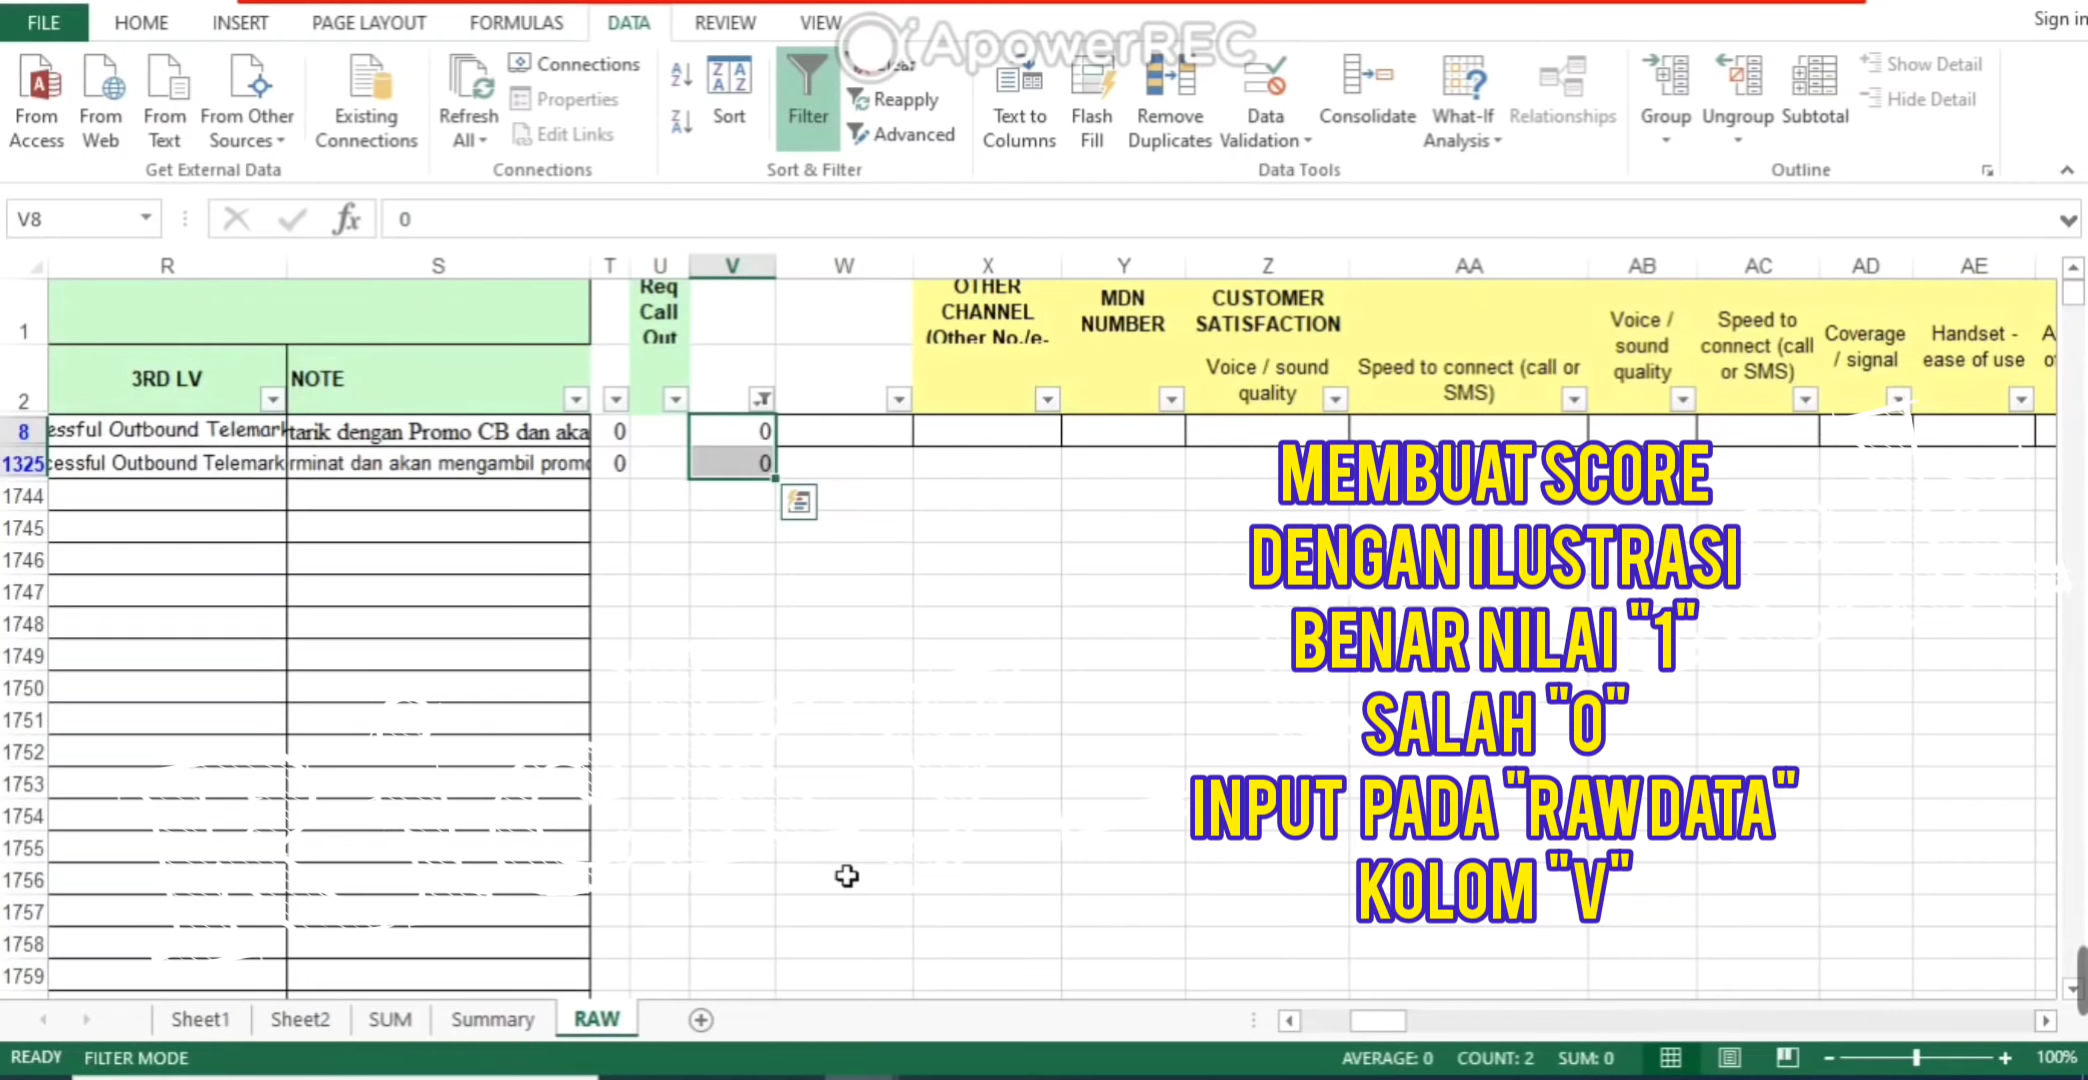 FILE HOME INSERT PAGE LAYOUT FORMULAS DATA REVIEW VIEW Sign in
ApowerREC
From Access
From Web
From Text
From Other Sources
Existing Connections
Refresh All
Connections
Properties
Edit Links
Sort
Filter
Clear
Reapply
Advanced
Text to Columns
Flash Fill
Remove Duplicates
Data Validation
Consolidate
What-If Analysis
Relationships
Group
Ungroup
Subtotal
Show Detail
Hide Detail
Get External Data Connections Sort & Filter Data Tools Outline
V8 fx 0
R S T U V W X Y Z AA AB AC AD AE
1
Req Call Out
OTHER CHANNEL (Other No./e-
MDN NUMBER
CUSTOMER SATISFACTION
Voice / sound quality
Speed to connect (call or SMS)
Coverage / signal
Handset - ease of use
2 3RD LV NOTE
Voice / sound quality
Speed to connect (call or SMS)
8 essful Outbound Telemark tarik dengan Promo CB dan aka 0 0
1325 cessful Outbound Telemark rminat dan akan mengambil promo 0 0
1744
1745
1746
1747
1748
1749
1750
1751
1752
1753
1754
1755
1756
1757
1758
1759
MEMBUAT SCORE
DENGAN ILUSTRASI
BENAR NILAI "1"
SALAH "0"
INPUT PADA "RAW DATA"
KOLOM "V"
Sheet1 Sheet2 SUM Summary RAW
READY FILTER MODE AVERAGE: 0 COUNT: 2 SUM: 0 100%